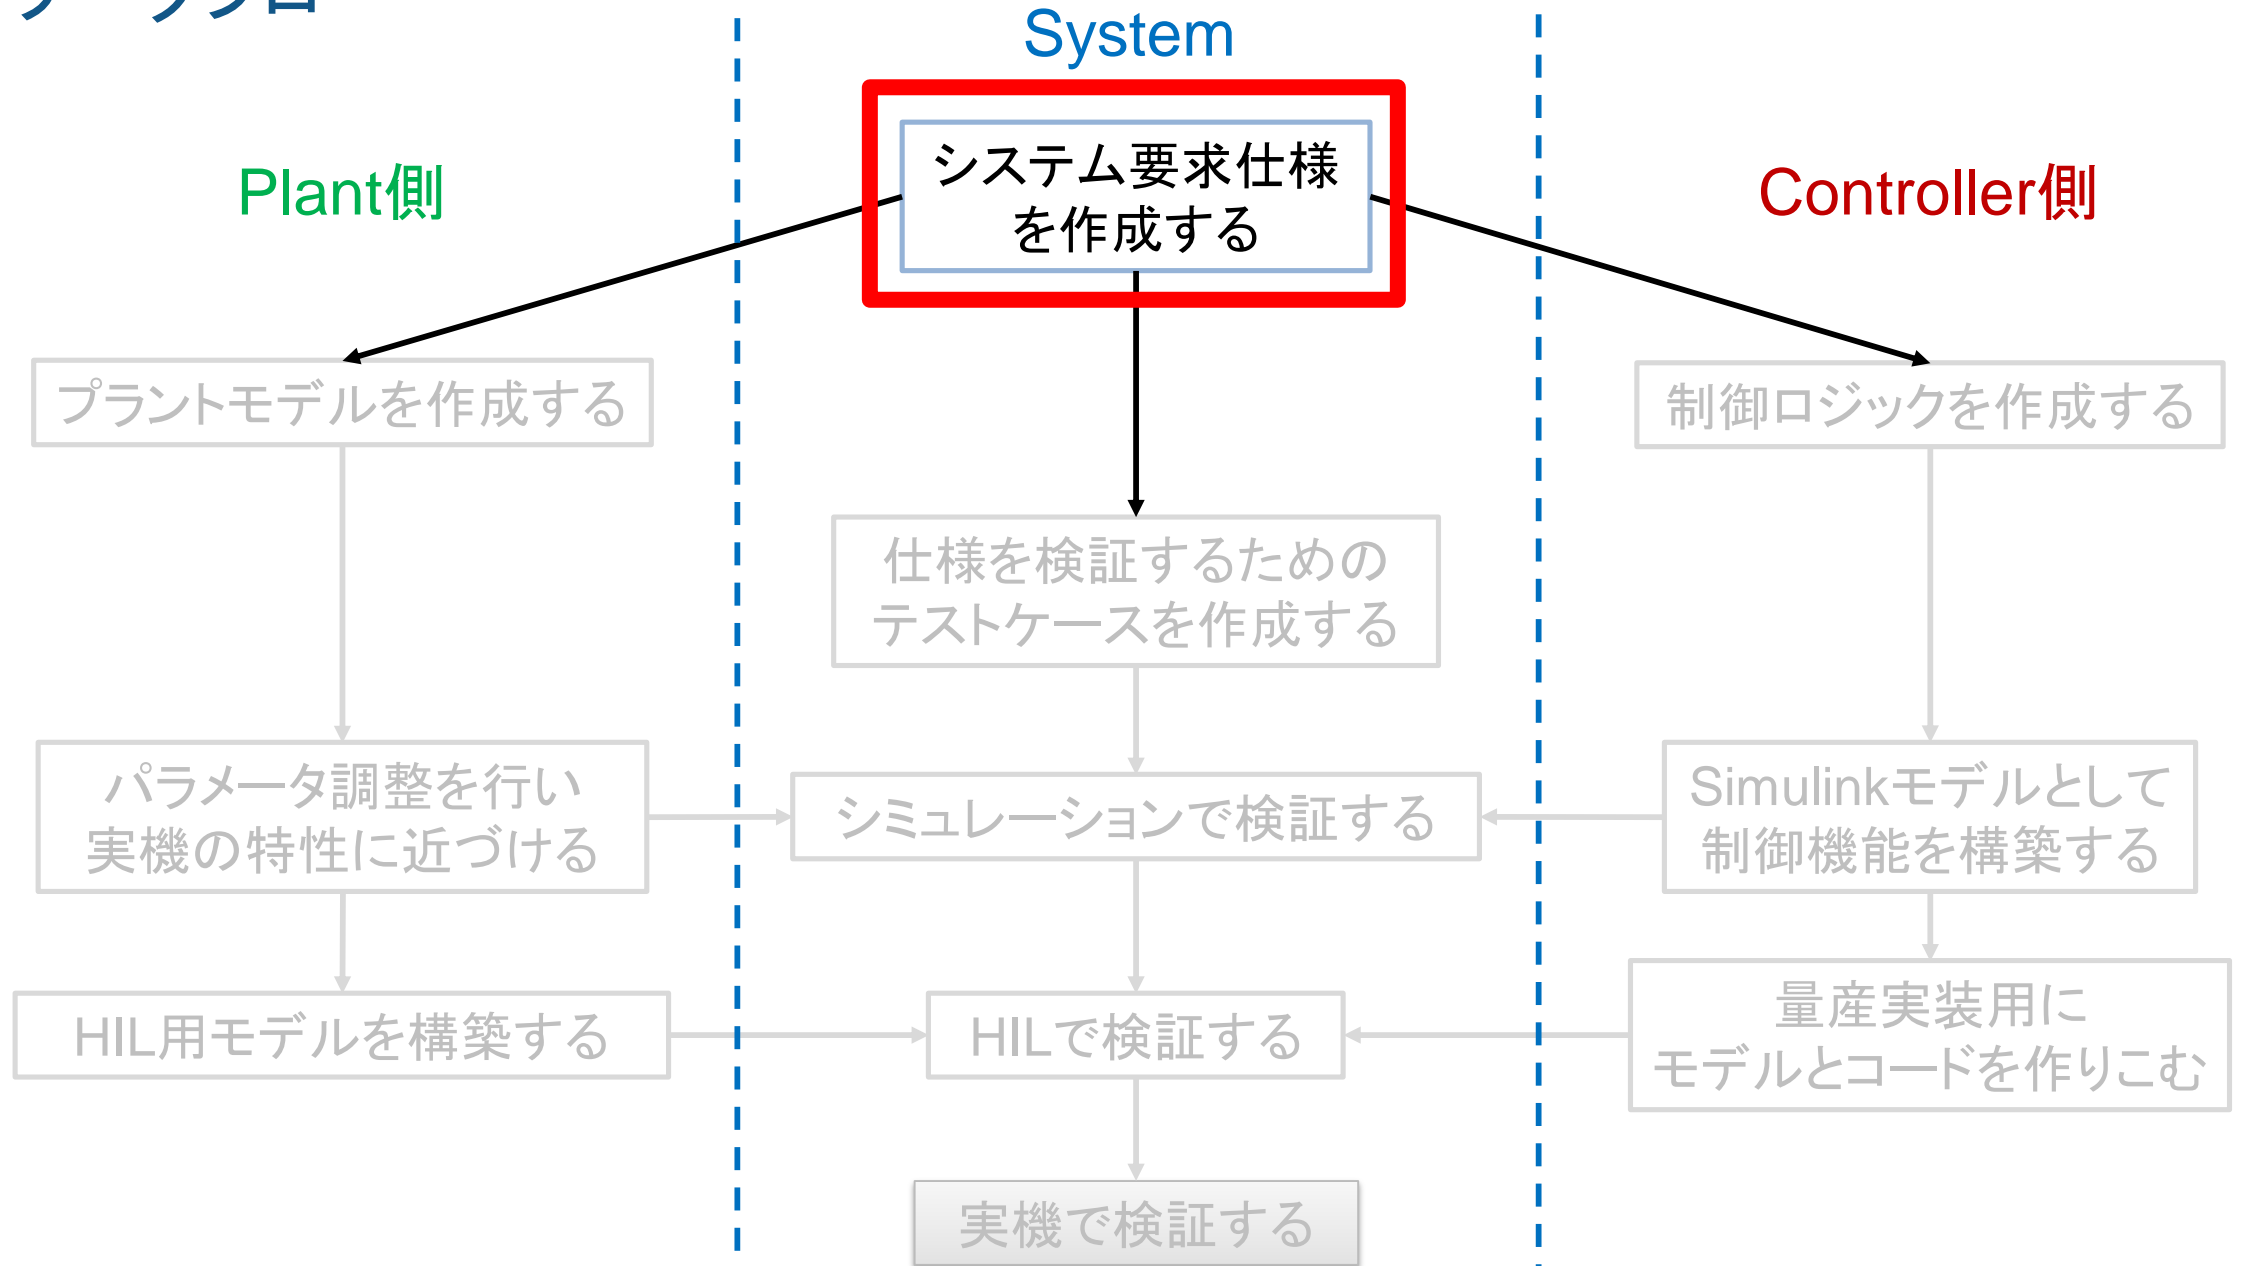 System
Plant側
Controller側
システム要求仕様
を作成する
プラントモデルを作成する
制御ロジックを作成する
仕様を検証するための
テストケースを作成する
パラメータ調整を行い
実機の特性に近づける
シミュレーションで検証する
Simulinkモデルとして
制御機能を構築する
HIL用モデルを構築する
HILで検証する
量産実装用に
モデルとコードを作りこむ
実機で検証する